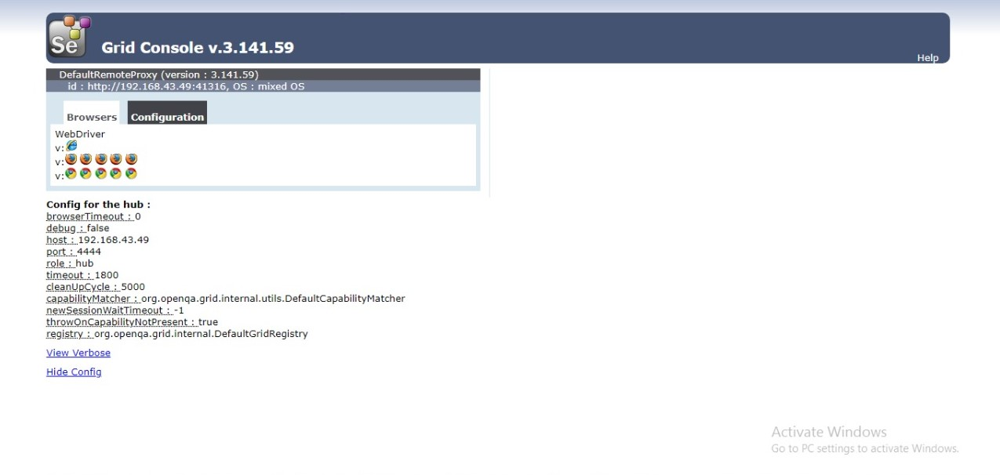 Se
Grid Console v.3.141.59
Help
DefaultRemoteProxy (version : 3.141.59)
id : http://192.168.43.49:41316, OS : mixed OS
Browsers Configuration
WebDriver
v:
v:
v:
Config for the hub :
browserTimeout : 0
debug : false
host : 192.168.43.49
port : 4444
role : hub
timeout : 1800
cleanUpCycle : 5000
capabilityMatcher : org.openqa.grid.internal.utils.DefaultCapabilityMatcher
newSessionWaitTimeout : -1
throwOnCapabilityNotPresent : true
registry : org.openqa.grid.internal.DefaultGridRegistry
View Verbose
Hide Config
Activate Windows
Go to PC settings to activate Windows.